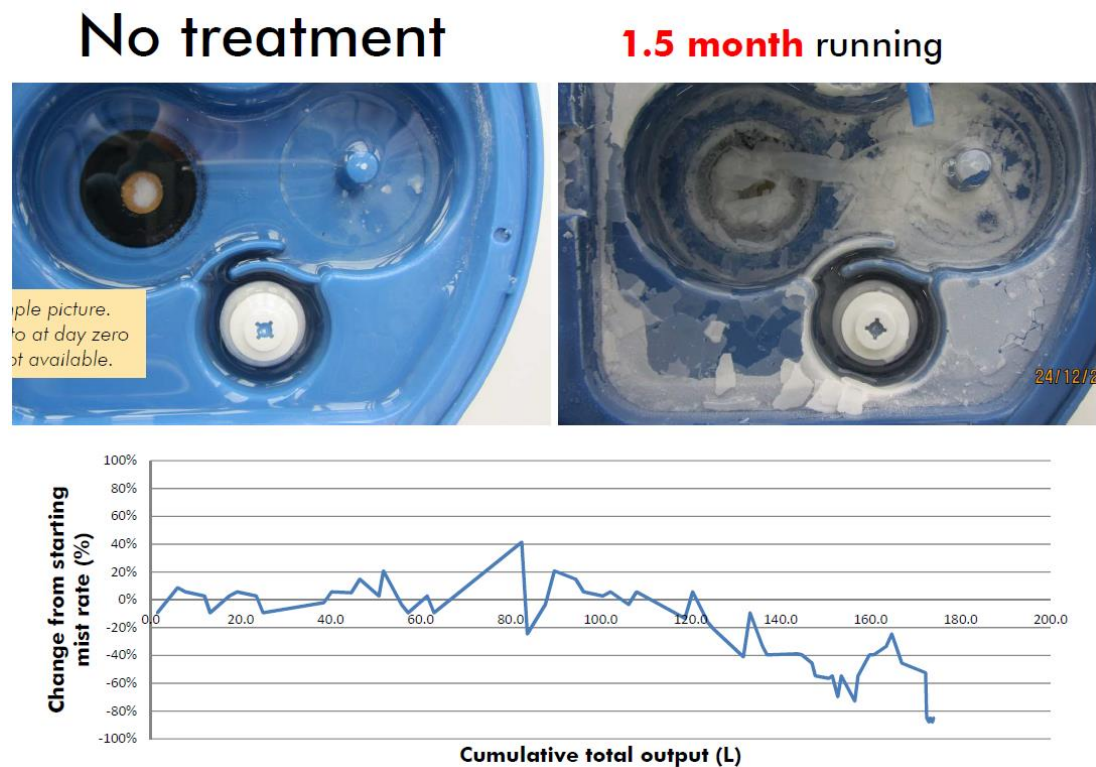 No treatment
1.5 month running
ple picture.
to at day zero
ot available.
24/12/2
100%
80%
60%
40%
20%
0%
-20%
-40%
-60%
-80%
-100%
0.0 20.0 40.0 60.0 80.0 100.0 120.0 140.0 160.0 180.0 200.0
Change from starting
mist rate (%)
Cumulative total output (L)